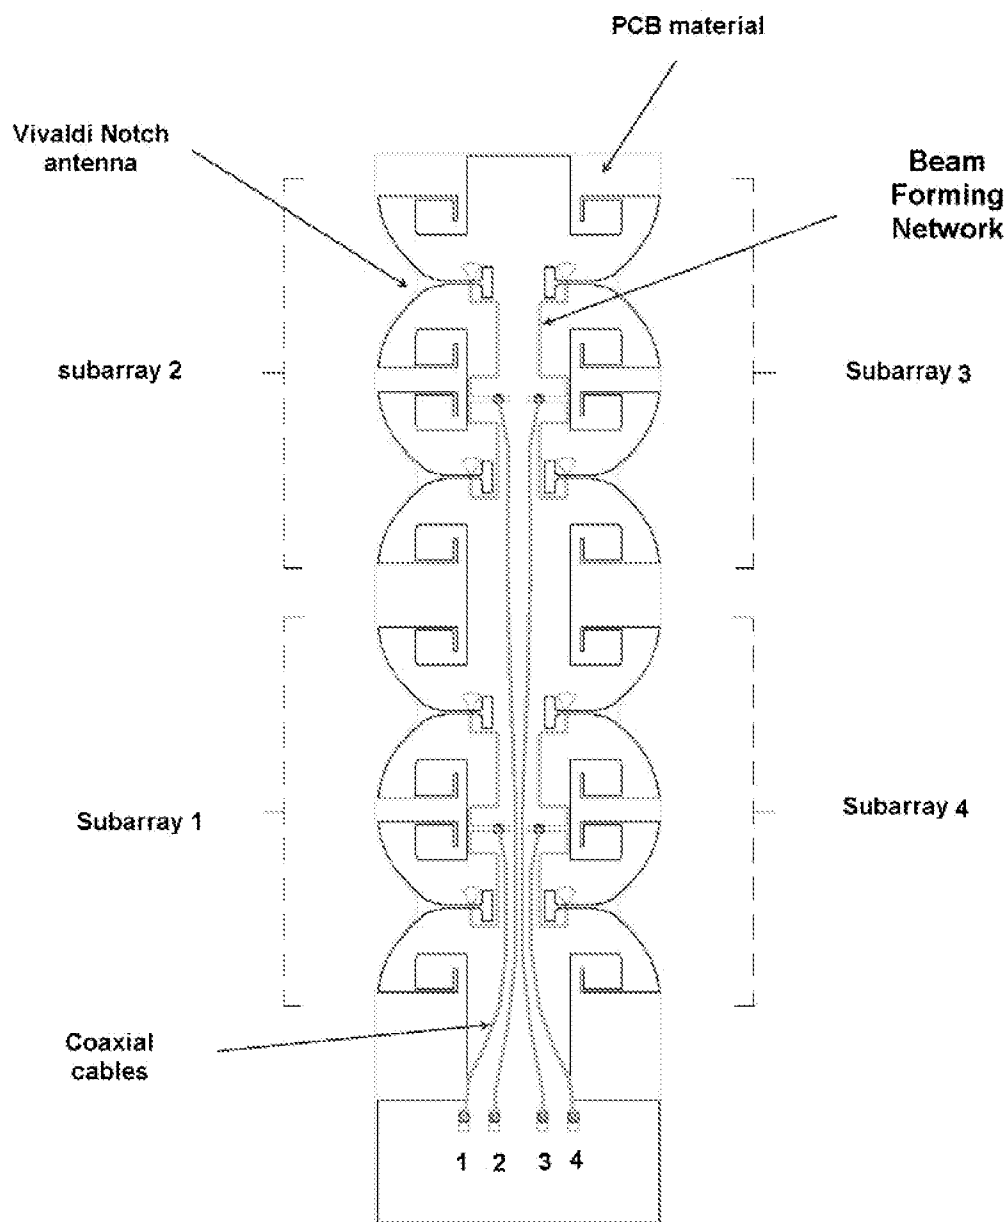 PCB material
Vivaldi Notch
antenna
Beam
Forming
Network
subarray 2
Subarray 3
Subarray 1
Subarray 4
Coaxial
cables
1 2 3 4